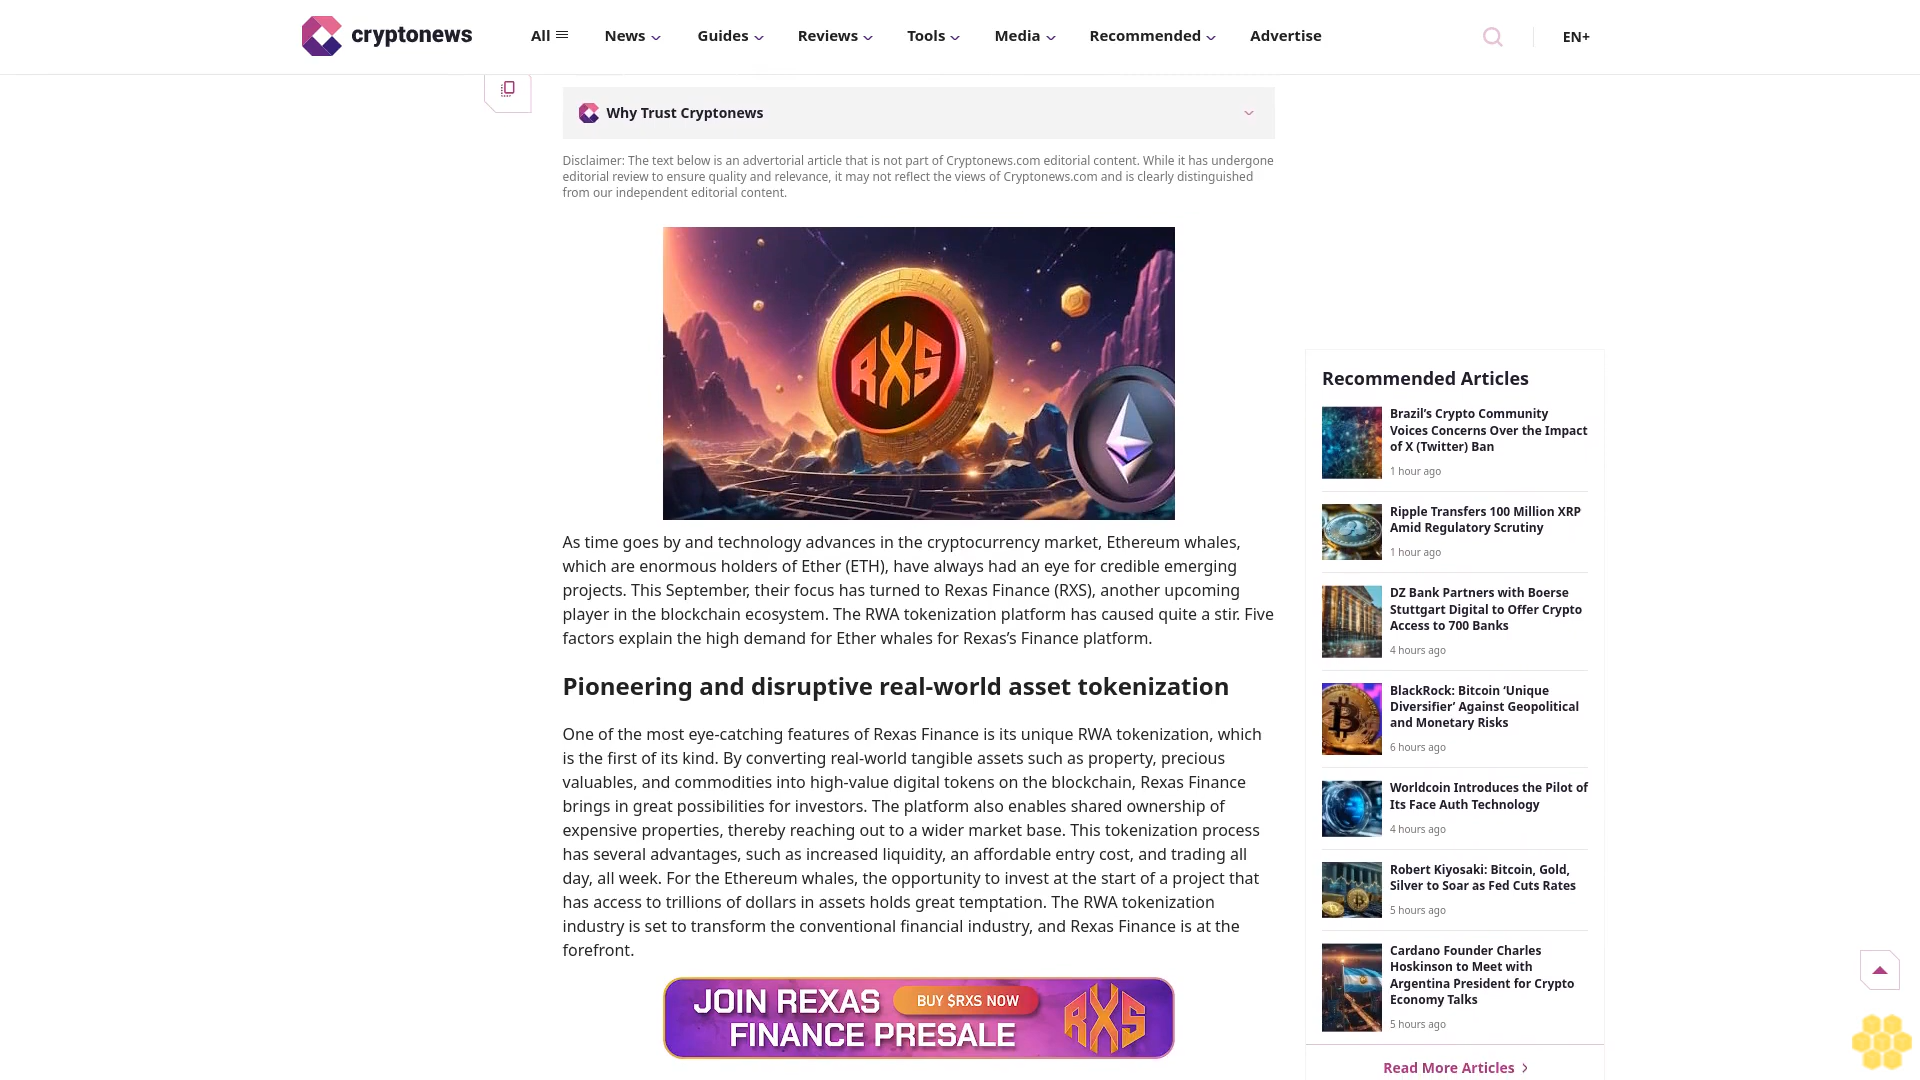 cryptonews
All
News
Guides
Reviews
Tools
Media
Recommended
Advertise
EN+
Why Trust Cryptonews
Disclaimer: The text below is an advertorial article that is not part of Cryptonews.com editorial content. While it has undergone
editorial review to ensure quality and relevance, it may not reflect the views of Cryptonews.com and is clearly distinguished
from our independent editorial content.
RXS
As time goes by and technology advances in the cryptocurrency market, Ethereum whales,
which are enormous holders of Ether (ETH), have always had an eye for credible emerging
projects. This September, their focus has turned to Rexas Finance (RXS), another upcoming
player in the blockchain ecosystem. The RWA tokenization platform has caused quite a stir. Five
factors explain the high demand for Ether whales for Rexas’s Finance platform.
Pioneering and disruptive real-world asset tokenization
One of the most eye-catching features of Rexas Finance is its unique RWA tokenization, which
is the first of its kind. By converting real-world tangible assets such as property, precious
valuables, and commodities into high-value digital tokens on the blockchain, Rexas Finance
brings in great possibilities for investors. The platform also enables shared ownership of
expensive properties, thereby reaching out to a wider market base. This tokenization process
has several advantages, such as increased liquidity, an affordable entry cost, and trading all
day, all week. For the Ethereum whales, the opportunity to invest at the start of a project that
has access to trillions of dollars in assets holds great temptation. The RWA tokenization
industry is set to transform the conventional financial industry, and Rexas Finance is at the
forefront.
JOIN REXAS
BUY $RXS NOW
FINANCE PRESALE
RXS
Recommended Articles
Brazil’s Crypto Community
Voices Concerns Over the Impact
of X (Twitter) Ban
1 hour ago
Ripple Transfers 100 Million XRP
Amid Regulatory Scrutiny
1 hour ago
DZ Bank Partners with Boerse
Stuttgart Digital to Offer Crypto
Access to 700 Banks
4 hours ago
BlackRock: Bitcoin ‘Unique
Diversifier’ Against Geopolitical
and Monetary Risks
6 hours ago
Worldcoin Introduces the Pilot of
Its Face Auth Technology
4 hours ago
Robert Kiyosaki: Bitcoin, Gold,
Silver to Soar as Fed Cuts Rates
5 hours ago
Cardano Founder Charles
Hoskinson to Meet with
Argentina President for Crypto
Economy Talks
5 hours ago
Read More Articles